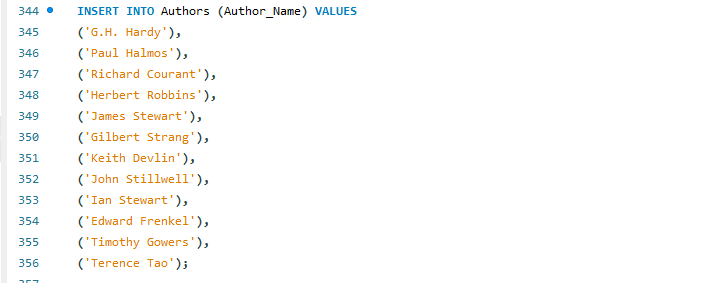 344 INSERT INTO Authors (Author_Name) VALUES
345 ('G.H. Hardy'),
346 ('Paul Halmos'),
347 ('Richard Courant'),
348 ('Herbert Robbins'),
349 ('James Stewart'),
350 ('Gilbert Strang'),
351 ('Keith Devlin'),
352 ('John Stillwell'),
353 ('Ian Stewart'),
354 ('Edward Frenkel'),
355 ('Timothy Gowers'),
356 ('Terence Tao');